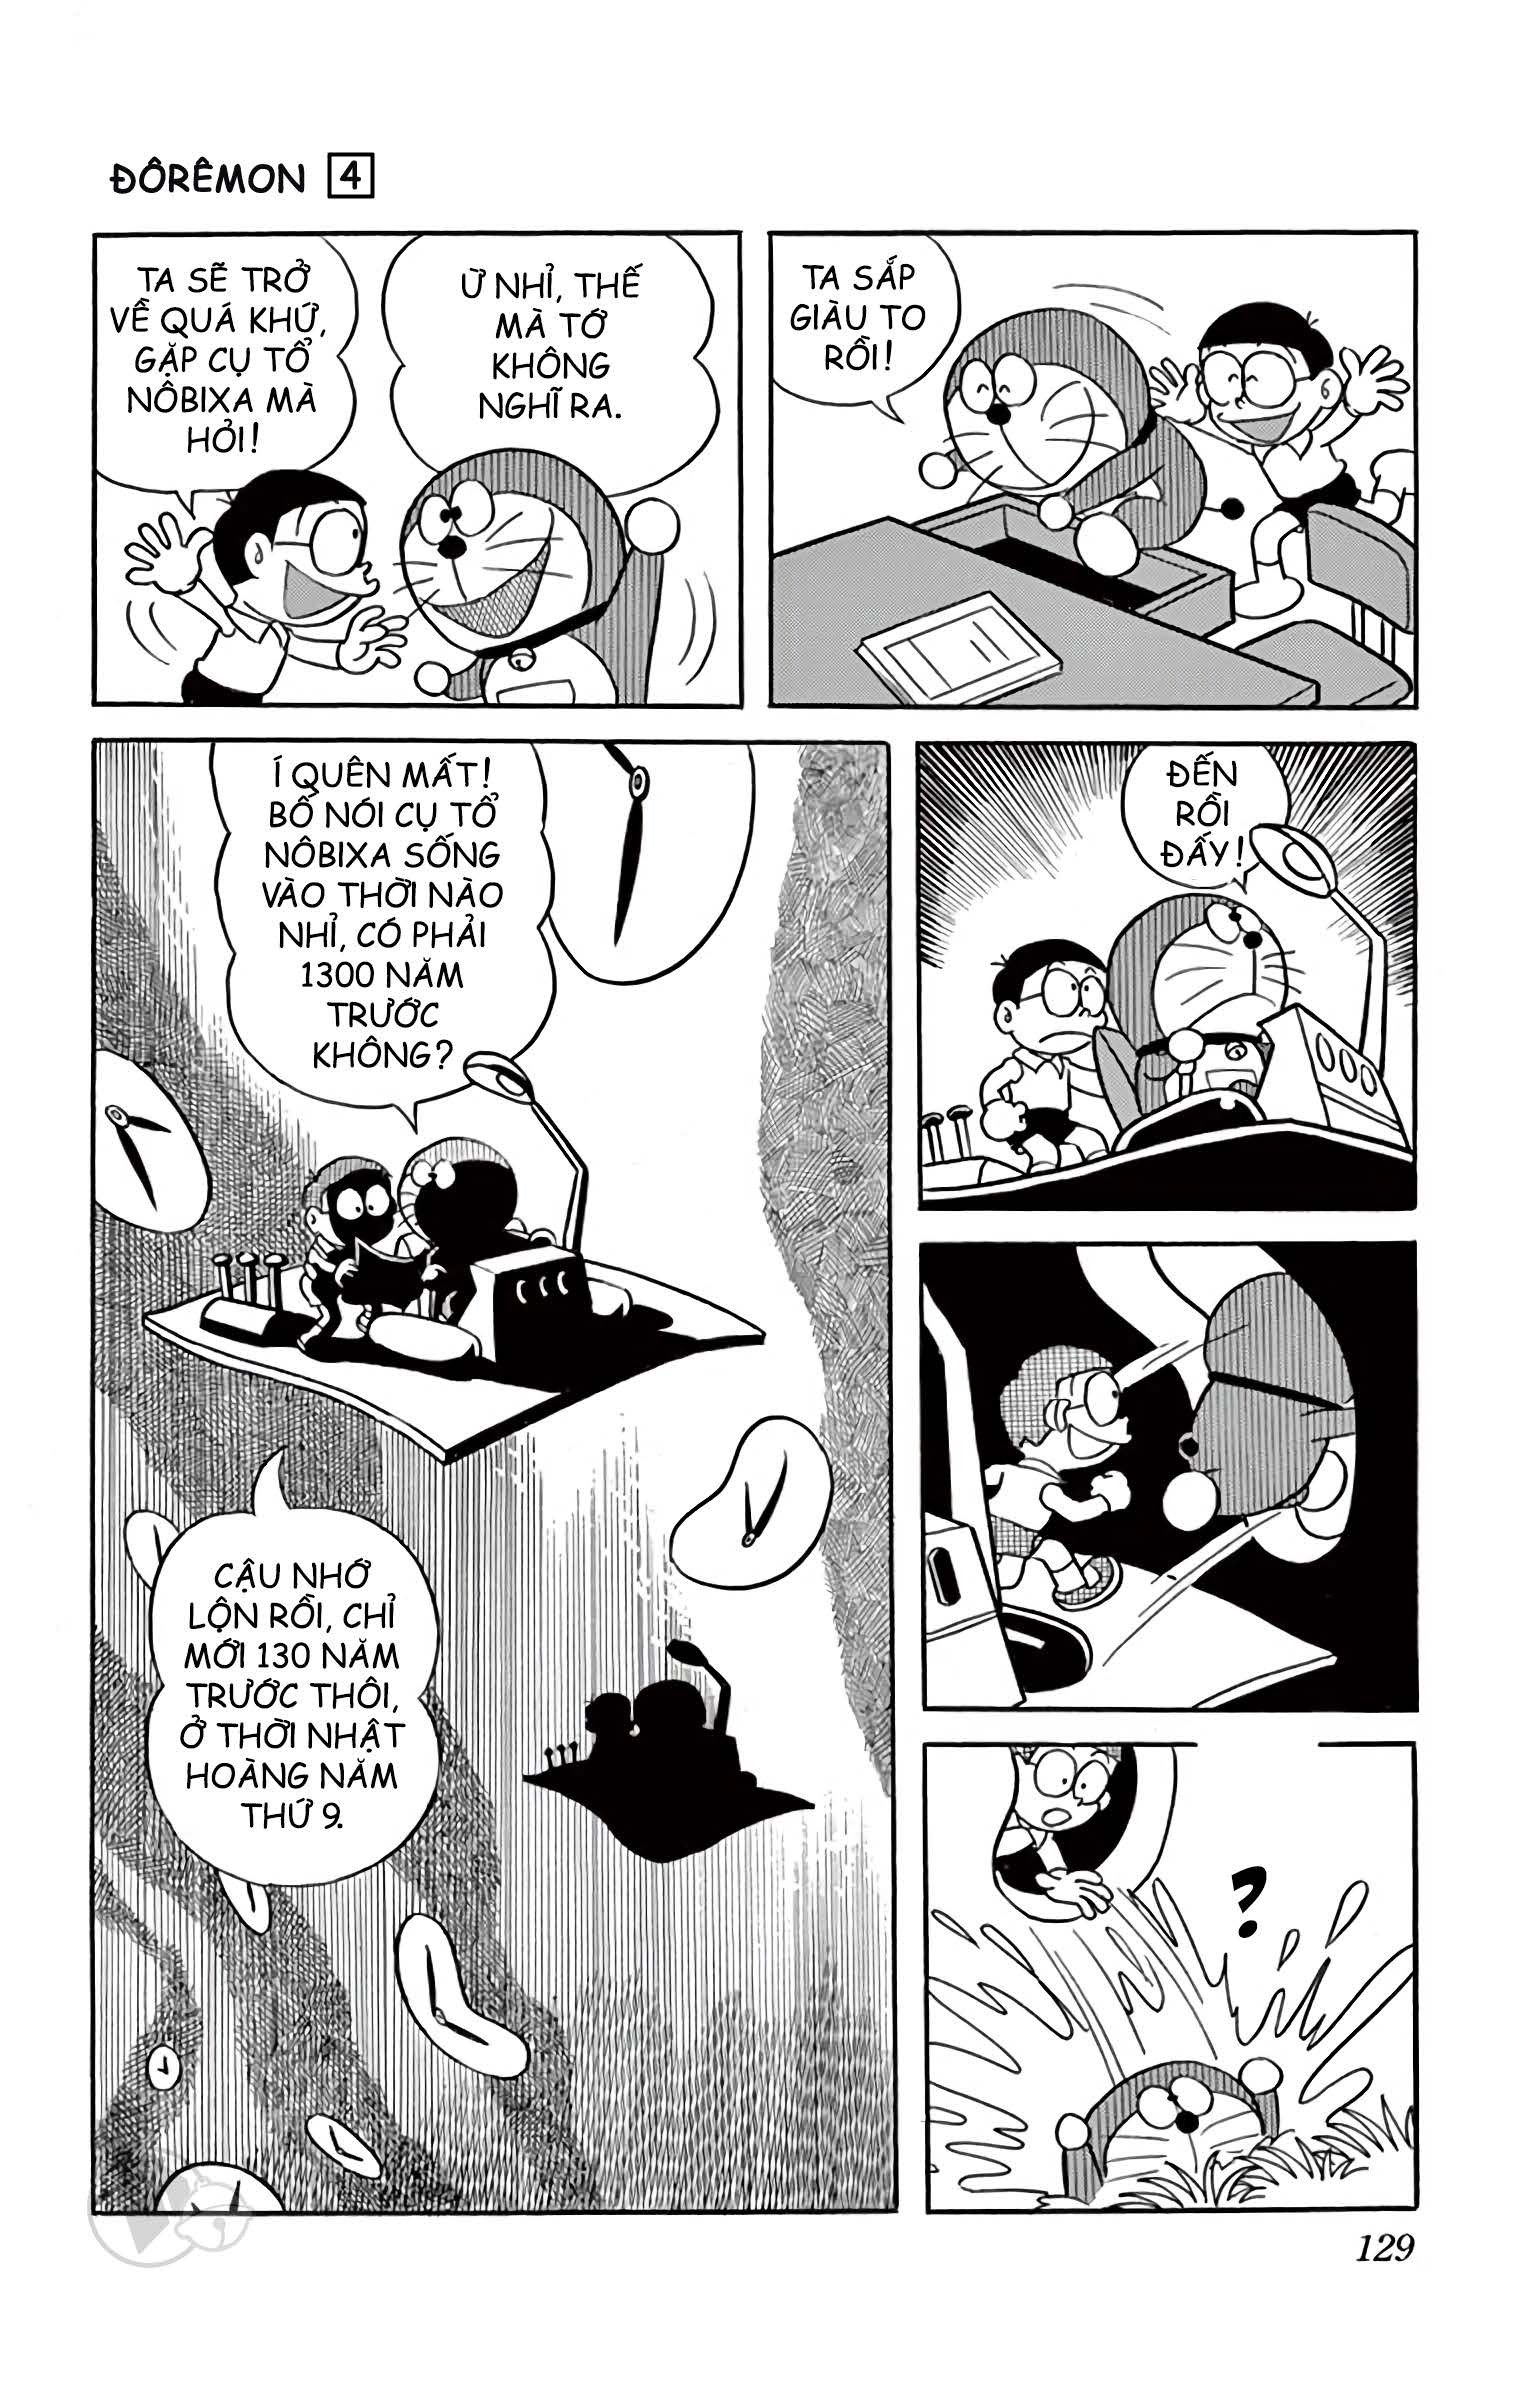 ĐÔRÊMON 4
TA SẼ TRỞ
VỀ QUÁ KHỨ,
GẶP CỤ TỔ
NÔBIXA MÀ
HỎI!
Ừ NHỈ, THẾ
MÀ TỚ
KHÔNG
NGHĨ RA.
TA SẮP
GIÀU TO
RỒI!
Í QUÊN MẤT!
BỐ NÓI CỤ TỔ
NÔBIXA SỐNG
VÀO THỜI NÀO
NHỈ, CÓ PHẢI
1300 NĂM
TRƯỚC
KHÔNG?
CẬU NHỚ
LỘN RỒI, CHỈ
MỚI 130 NĂM
TRƯỚC THÔI,
Ở THỜI NHẬT
HOÀNG NĂM
THỨ 9.
ĐẾN
RỒI
ĐẤY!
?
129